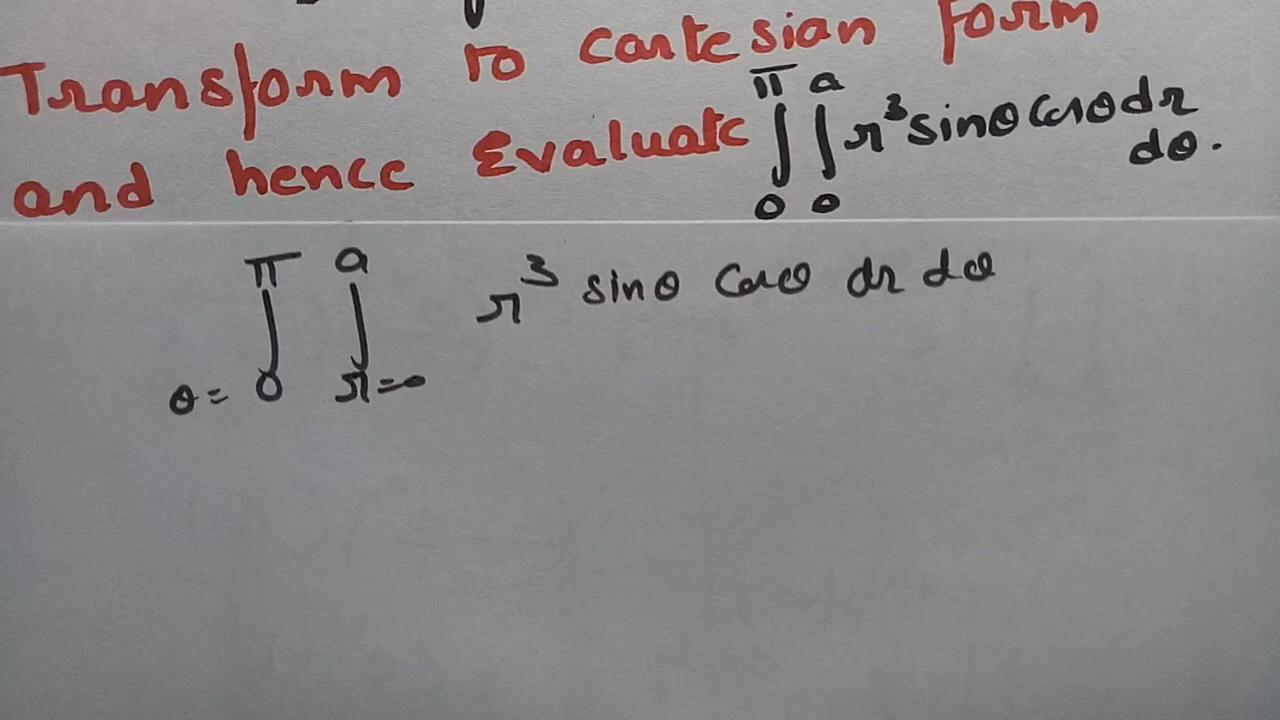 Transform to cartesian form
and hence Evaluate ∫₀^π ∫₀^a r³ sinθ cosθ dr
dθ.
∫_{θ=0}^π ∫_{r=0}^a r³ sinθ cosθ dr dθ